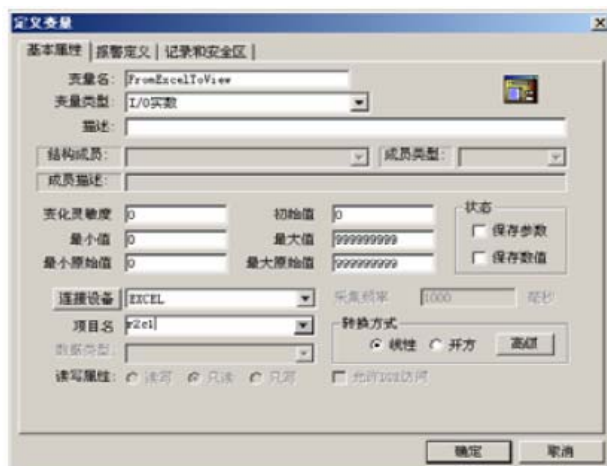 定义变量
基本属性 报警定义 记录和安全区
变量名: FromExcelToView
变量类型: I/O实数
描述:
结构成员: 成员类型:
成员描述:
变化灵敏度 0 初始值 0 状态
最小值 0 最大值 999999999 保存参数
最小原始值 0 最大原始值 999999999 保存数值
连接设备 EXCEL 采集频率 1000 毫秒
项目名 r2c1 转换方式
数据类型: 线性 开方 高级
读写属性: 读写 只读 只写 允许DDE访问
确定 取消